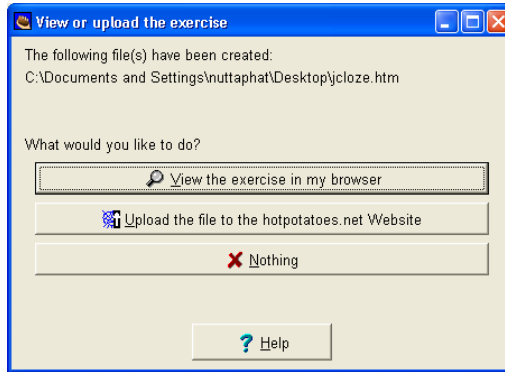 View or upload the exercise
The following file(s) have been created:
C:\Documents and Settings\nuttaphat\Desktop\jcloze.htm
What would you like to do?
View the exercise in my browser
Upload the file to the hotpotatoes.net Website
Nothing
? Help